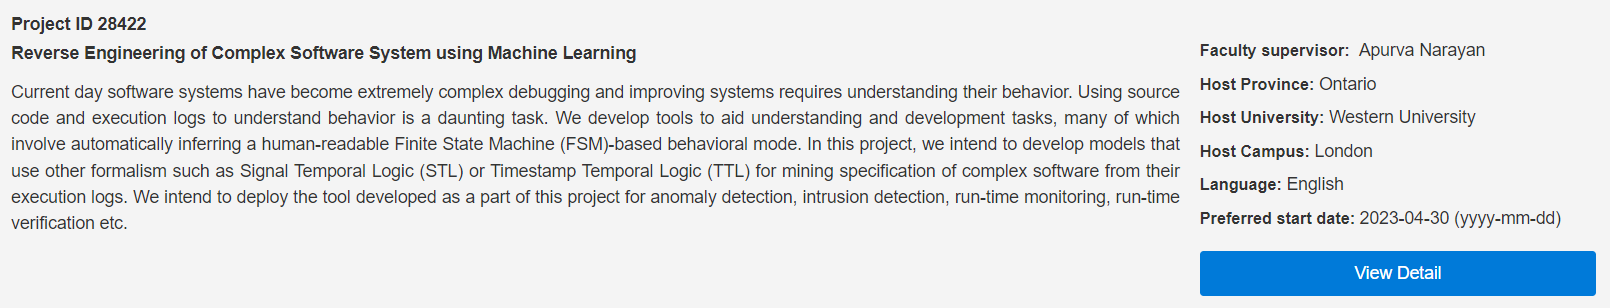 Project ID 28422
Reverse Engineering of Complex Software System using Machine Learning
Current day software systems have become extremely complex debugging and improving systems requires understanding their behavior. Using source
code and execution logs to understand behavior is a daunting task. We develop tools to aid understanding and development tasks, many of which
involve automatically inferring a human-readable Finite State Machine (FSM)-based behavioral mode. In this project, we intend to develop models that
use other formalism such as Signal Temporal Logic (STL) or Timestamp Temporal Logic (TTL) for mining specification of complex software from their
execution logs. We intend to deploy the tool developed as a part of this project for anomaly detection, intrusion detection, run-time monitoring, run-time
verification etc.
Faculty supervisor: Apurva Narayan
Host Province: Ontario
Host University: Western University
Host Campus: London
Language: English
Preferred start date: 2023-04-30 (yyyy-mm-dd)
View Detail